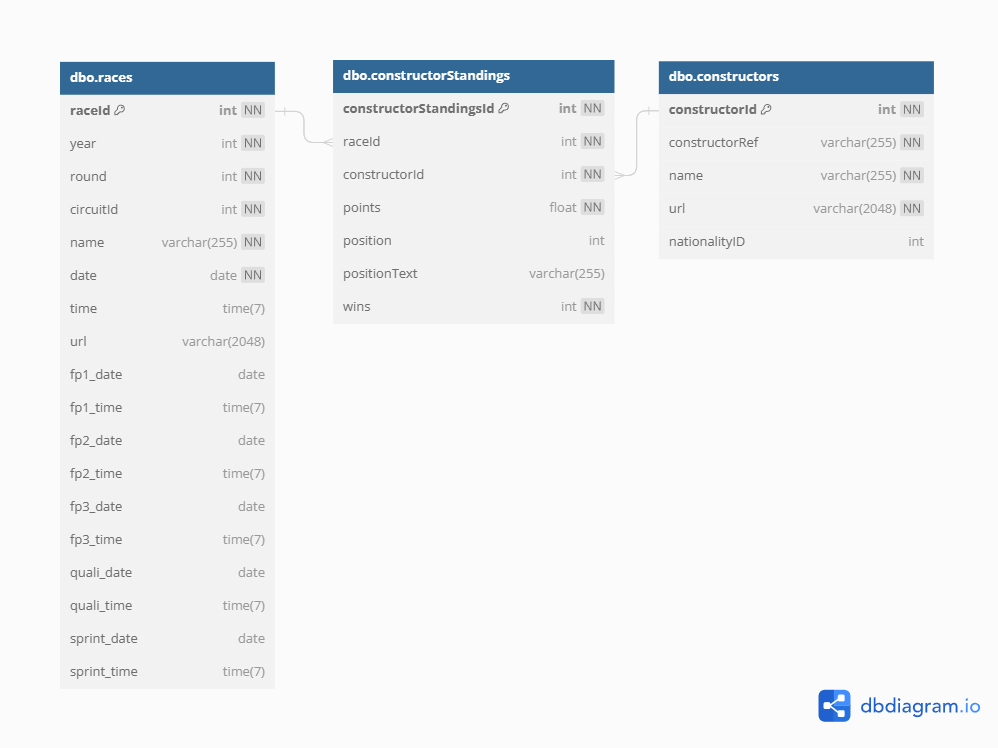 dbo.races
raceId int NN
year int NN
round int NN
circuitId int NN
name varchar(255) NN
date date NN
time time(7)
url varchar(2048)
fp1_date date
fp1_time time(7)
fp2_date date
fp2_time time(7)
fp3_date date
fp3_time time(7)
quali_date date
quali_time time(7)
sprint_date date
sprint_time time(7)
dbo.constructorStandings
constructorStandingsId int NN
raceId int NN
constructorId int NN
points float NN
position int
positionText varchar(255)
wins int NN
dbo.constructors
constructorId int NN
constructorRef varchar(255) NN
name varchar(255) NN
url varchar(2048) NN
nationalityID int
dbdiagram.io